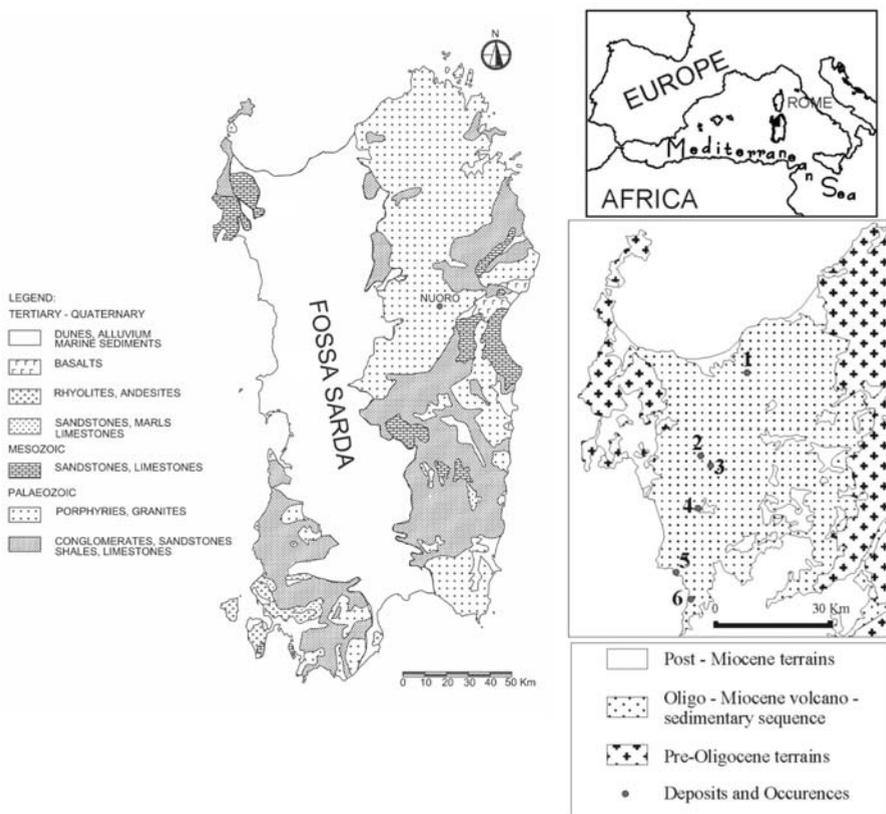 N
NUORO
FOSSA SARDA
LEGEND:
TERTIARY - QUATERNARY
DUNES, ALLUVIUM
MARINE SEDIMENTS
BASALTS
RHYOLITES, ANDESITES
SANDSTONES, MARLS
LIMESTONES
MESOZOIC
SANDSTONES, LIMESTONES
PALAEOZOIC
PORPHYRIES, GRANITES
CONGLOMERATES, SANDSTONES
SHALES, LIMESTONES
0 10 20 30 40 50 Km
EUROPE
ROME
Mediterranean Sea
AFRICA
1
2
3
4
5
6
0 30 Km
Post - Miocene terrains
Oligo - Miocene volcano -
sedimentary sequence
Pre-Oligocene terrains
Deposits and Occurences